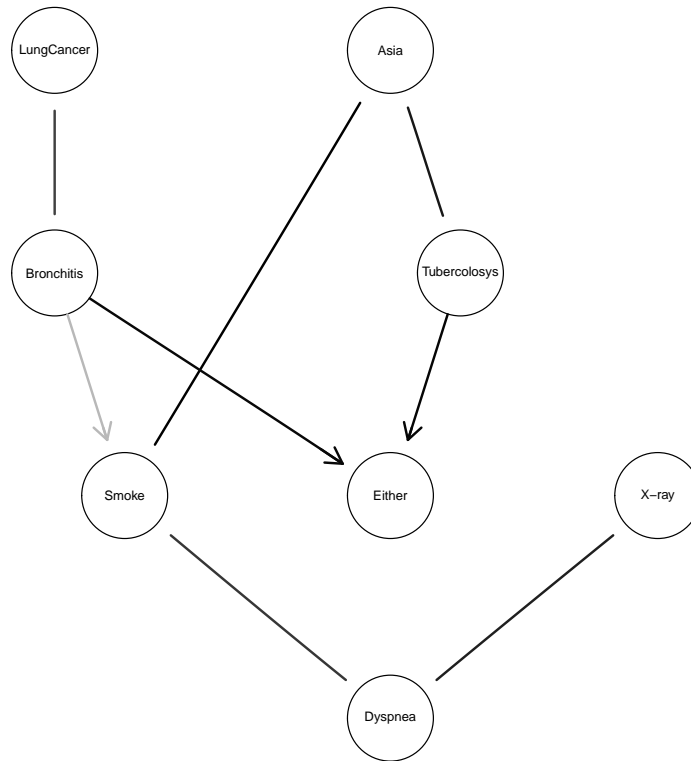 LungCancer
Asia
Bronchitis
Tubercolosys
Smoke
Either
X−ray
Dyspnea